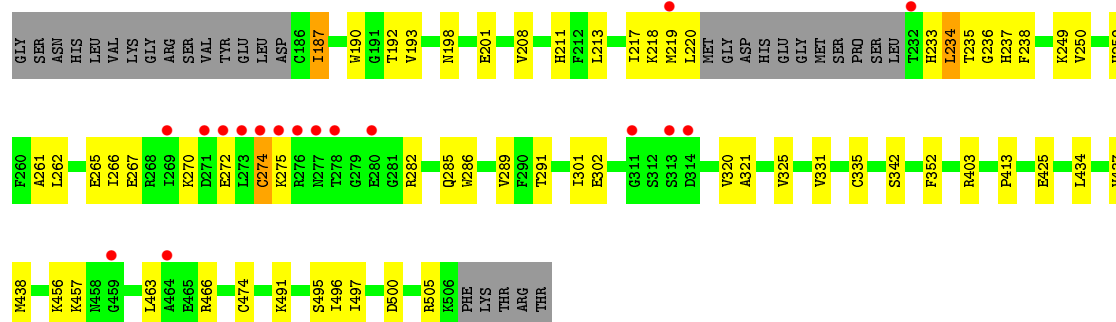 GLY SER ASN HIS LEU VAL LYS GLY ARG SER VAL TYR GLU LEU ASP C186 I187 W190 G191 T192 V193 N198 E201 V208 H211 F212 L213 I217 K218 M219 L220 MET GLY ASP HIS GLU GLY MET SER PRO SER LEU T232 H233 L234 T235 G236 H237 F238 K249 V250
F260 A261 L262 E265 I266 E267 R268 I269 K270 D271 E272 L273 C274 K275 R276 N277 T278 G279 E280 G281 R282 Q285 W286 V289 F290 T291 I301 E302 G311 S312 S313 D314 V320 A321 V325 V331 C335 S342 F352 R403 P413 E425 L434
M438 K456 K457 N458 G459 L463 A464 E465 R466 C474 K491 S495 I496 I497 D500 R505 K506 PHE LYS THR ARG THR